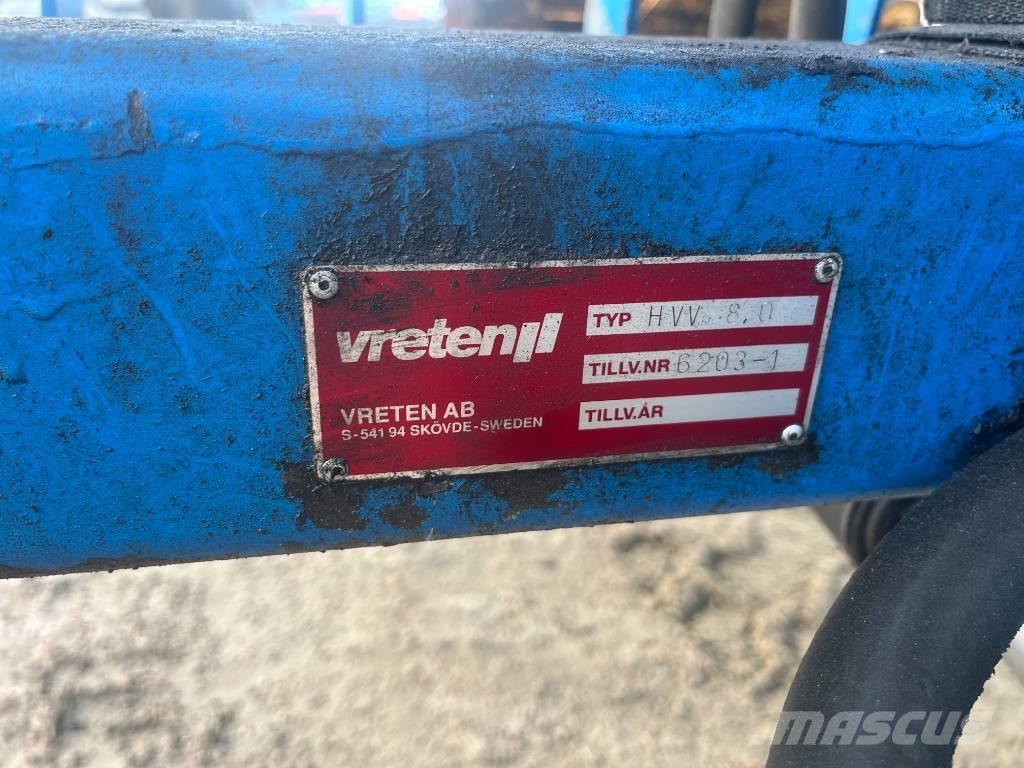 vreten
VRETEN AB
S-541 94 SKÖVDE-SWEDEN
TYP HVV 8,0
TILLV.NR 6203-1
TILLV.ÅR
MASCUS